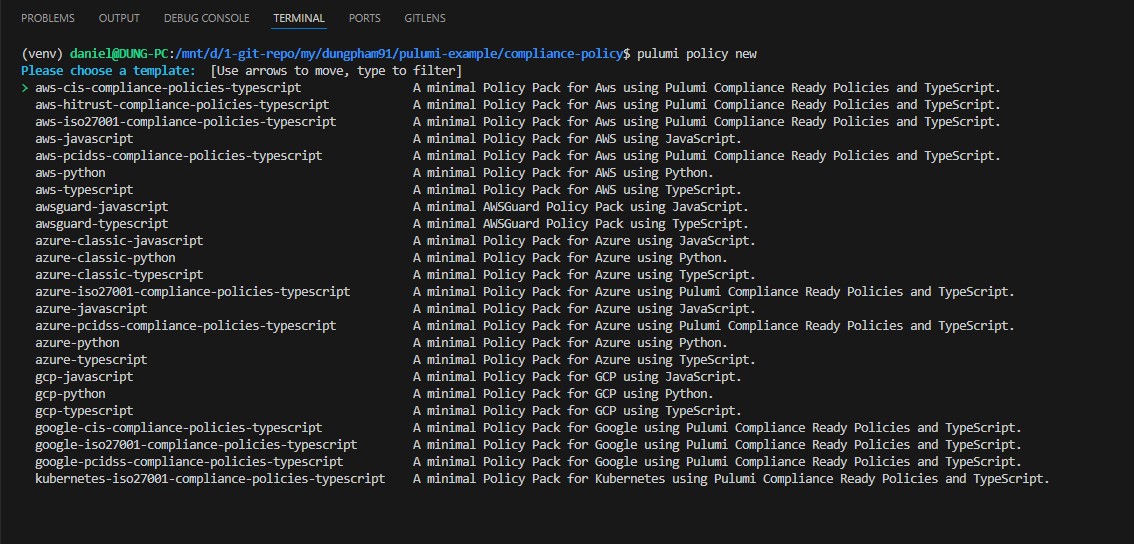 PROBLEMS OUTPUT DEBUG CONSOLE TERMINAL PORTS GITLENS
(venv) daniel@DUNG-PC:/mnt/d/1-git-repo/my/dungpham91/pulumi-example/compliance-policy$ pulumi policy new
Please choose a template: [Use arrows to move, type to filter]
> aws-cis-compliance-policies-typescript A minimal Policy Pack for Aws using Pulumi Compliance Ready Policies and TypeScript.
aws-hitrust-compliance-policies-typescript A minimal Policy Pack for Aws using Pulumi Compliance Ready Policies and TypeScript.
aws-iso27001-compliance-policies-typescript A minimal Policy Pack for Aws using Pulumi Compliance Ready Policies and TypeScript.
aws-javascript A minimal Policy Pack for AWS using JavaScript.
aws-pcidss-compliance-policies-typescript A minimal Policy Pack for Aws using Pulumi Compliance Ready Policies and TypeScript.
aws-python A minimal Policy Pack for AWS using Python.
aws-typescript A minimal Policy Pack for AWS using TypeScript.
awsguard-javascript A minimal AWSGuard Policy Pack using JavaScript.
awsguard-typescript A minimal AWSGuard Policy Pack using TypeScript.
azure-classic-javascript A minimal Policy Pack for Azure using JavaScript.
azure-classic-python A minimal Policy Pack for Azure using Python.
azure-classic-typescript A minimal Policy Pack for Azure using TypeScript.
azure-iso27001-compliance-policies-typescript A minimal Policy Pack for Azure using Pulumi Compliance Ready Policies and TypeScript.
azure-javascript A minimal Policy Pack for Azure using JavaScript.
azure-pcidss-compliance-policies-typescript A minimal Policy Pack for Azure using Pulumi Compliance Ready Policies and TypeScript.
azure-python A minimal Policy Pack for Azure using Python.
azure-typescript A minimal Policy Pack for Azure using TypeScript.
gcp-javascript A minimal Policy Pack for GCP using JavaScript.
gcp-python A minimal Policy Pack for GCP using Python.
gcp-typescript A minimal Policy Pack for GCP using TypeScript.
google-cis-compliance-policies-typescript A minimal Policy Pack for Google using Pulumi Compliance Ready Policies and TypeScript.
google-iso27001-compliance-policies-typescript A minimal Policy Pack for Google using Pulumi Compliance Ready Policies and TypeScript.
google-pcidss-compliance-policies-typescript A minimal Policy Pack for Google using Pulumi Compliance Ready Policies and TypeScript.
kubernetes-iso27001-compliance-policies-typescript A minimal Policy Pack for Kubernetes using Pulumi Compliance Ready Policies and TypeScript.